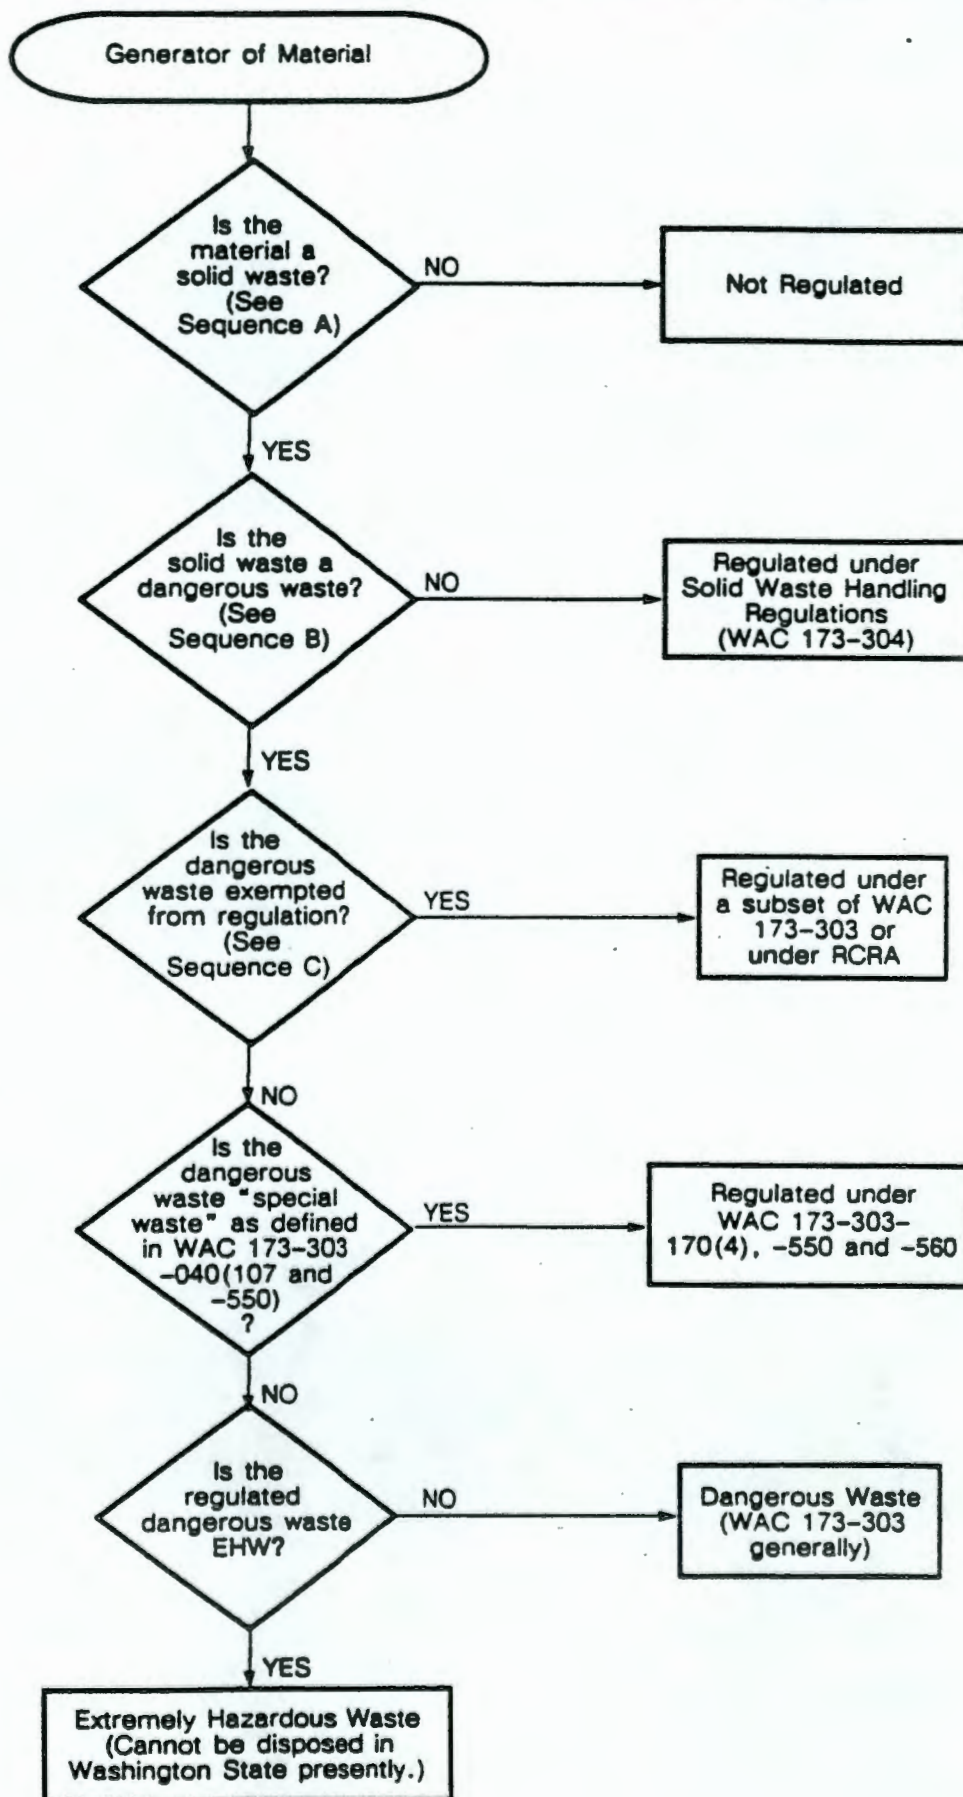 Generator of Material
Is the
material a
solid waste?
(See
Sequence A)
NO
Not Regulated
YES
Is the
solid waste a
dangerous waste?
(See
Sequence B)
NO
Regulated under
Solid Waste Handling
Regulations
(WAC 173-304)
YES
Is the
dangerous
waste exempted
from regulation?
(See
Sequence C)
YES
Regulated under
a subset of WAC
173-303 or
under RCRA
NO
Is the
dangerous
waste "special
waste" as defined
in WAC 173-303
-040(107 and
-550)
?
YES
Regulated under
WAC 173-303-
170(4), -550 and -560
NO
Is the
regulated
dangerous waste
EHW?
NO
Dangerous Waste
(WAC 173-303
generally)
YES
Extremely Hazardous Waste
(Cannot be disposed in
Washington State presently.)